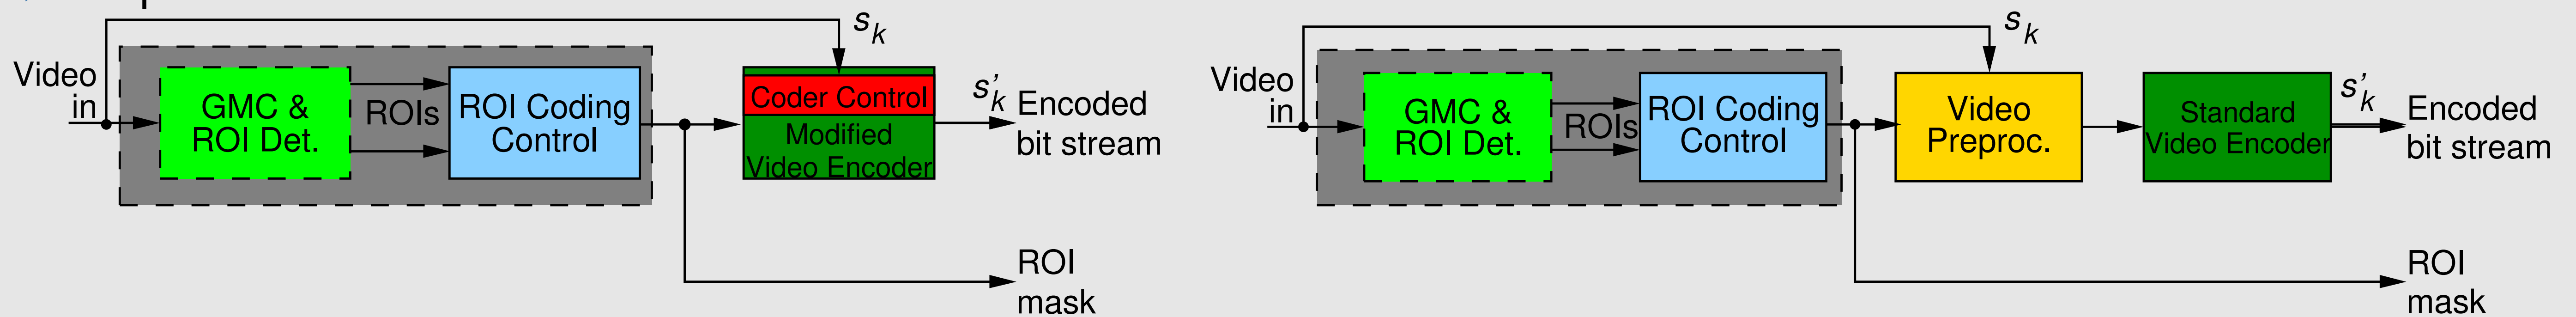 s_k
Video
in
GMC &
ROI Det.
ROIs
ROI Coding
Control
Coder Control
Modified
Video Encoder
s'_k
Encoded
bit stream
ROI
mask
s_k
Video
in
GMC &
ROI Det.
ROIs
ROI Coding
Control
Video
Preproc.
Standard
Video Encoder
s'_k
Encoded
bit stream
ROI
mask